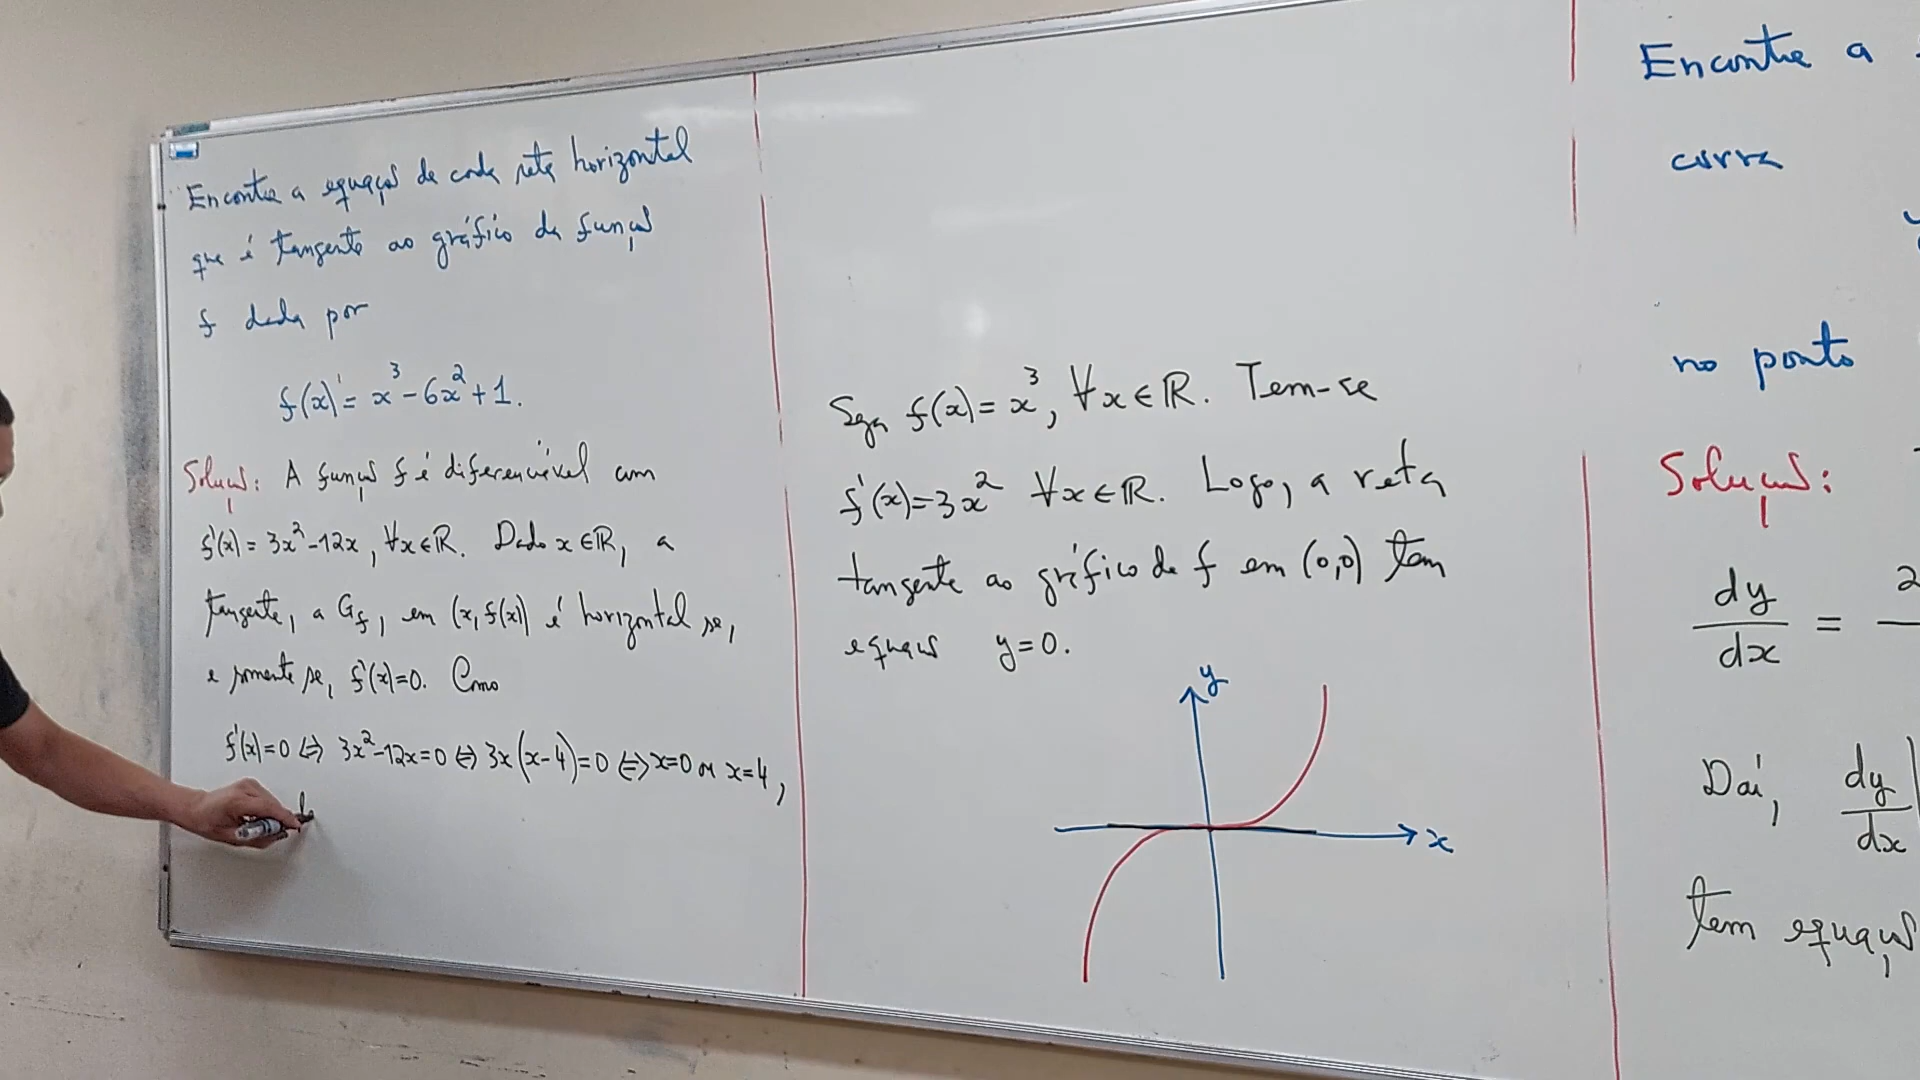 Encontre a equação de cada reta horizontal
que é tangente ao gráfico da função
f dada por
f(x) = x³ - 6x² + 1.
Solução: A função f é diferenciável com
f'(x) = 3x² - 12x, ∀x ∈ ℝ. Dado x ∈ ℝ, a
tangente, a G_f, em (x, f(x)) é horizontal se,
e somente se, f'(x) = 0. Como
f'(x) = 0 ⇔ 3x² - 12x = 0 ⇔ 3x(x - 4) = 0 ⇔ x = 0 ou x = 4,
Seja f(x) = x³, ∀x ∈ ℝ. Tem-se
f'(x) = 3x² ∀x ∈ ℝ. Logo, a reta
tangente ao gráfico de f em (0,0) tem
equação y = 0.
y
x
Encontre a
curva
no ponto
Solução:
dy/dx = 2
Daí, dy/dx |
tem equação